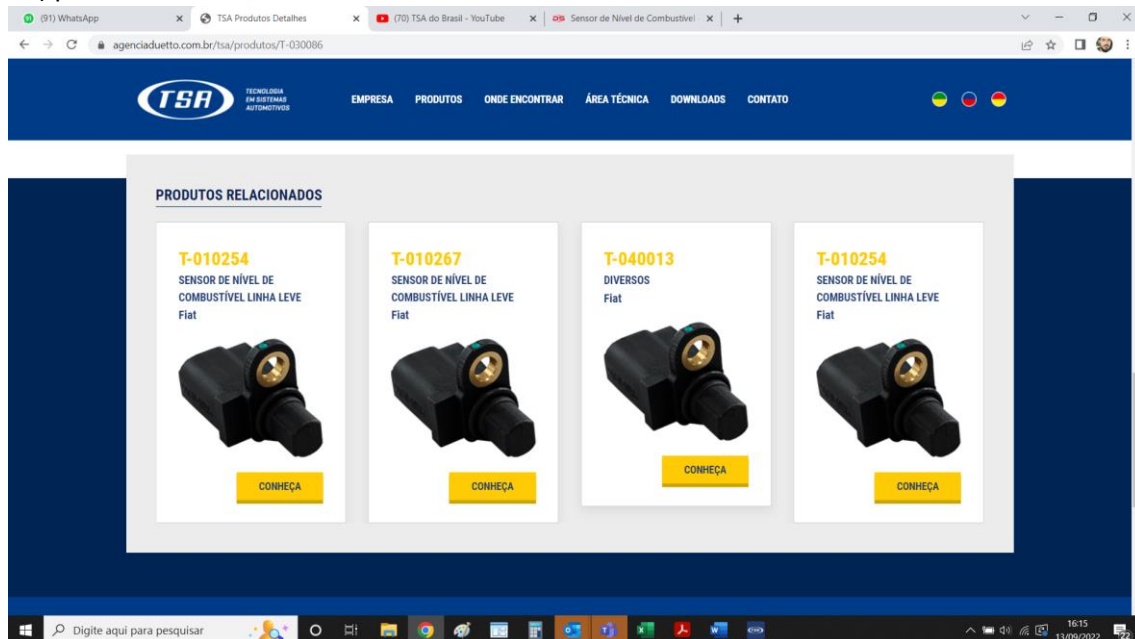 (91) WhatsApp
TSA Produtos Detalhes
(70) TSA do Brasil - YouTube
Sensor de Nível de Combustível
agenciaduetto.com.br/tsa/produtos/T-030086
TSA
TECNOLOGIA
EM SISTEMAS
AUTOMOTIVOS
EMPRESA PRODUTOS ONDE ENCONTRAR ÁREA TÉCNICA DOWNLOADS CONTATO
PRODUTOS RELACIONADOS
T-010254
SENSOR DE NÍVEL DE
COMBUSTÍVEL LINHA LEVE
Fiat
CONHEÇA
T-010267
SENSOR DE NÍVEL DE
COMBUSTÍVEL LINHA LEVE
Fiat
CONHEÇA
T-040013
DIVERSOS
Fiat
CONHEÇA
T-010254
SENSOR DE NÍVEL DE
COMBUSTÍVEL LINHA LEVE
Fiat
CONHEÇA
Digite aqui para pesquisar
16:15
13/09/2022